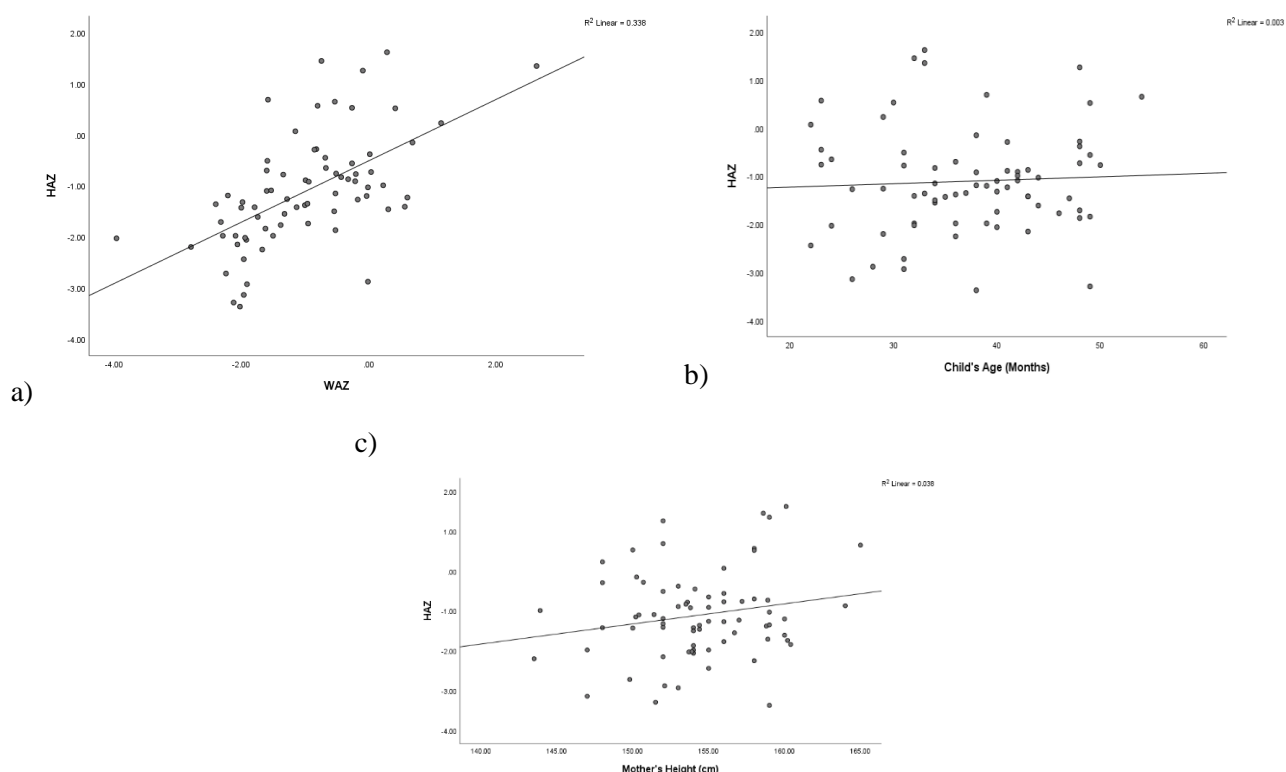 R² Linear = 0.338
2.00
1.00
.00
-1.00
-2.00
-3.00
-4.00
HAZ
-4.00 -2.00 .00 2.00
WAZ
a)
R² Linear = 0.003
2.00
1.00
.00
-1.00
-2.00
-3.00
-4.00
HAZ
20 30 40 50 60
Child's Age (Months)
b)
c)
R² Linear = 0.038
2.00
1.00
.00
-1.00
-2.00
-3.00
-4.00
HAZ
140.00 145.00 150.00 155.00 160.00 165.00
Mother's Height (cm)